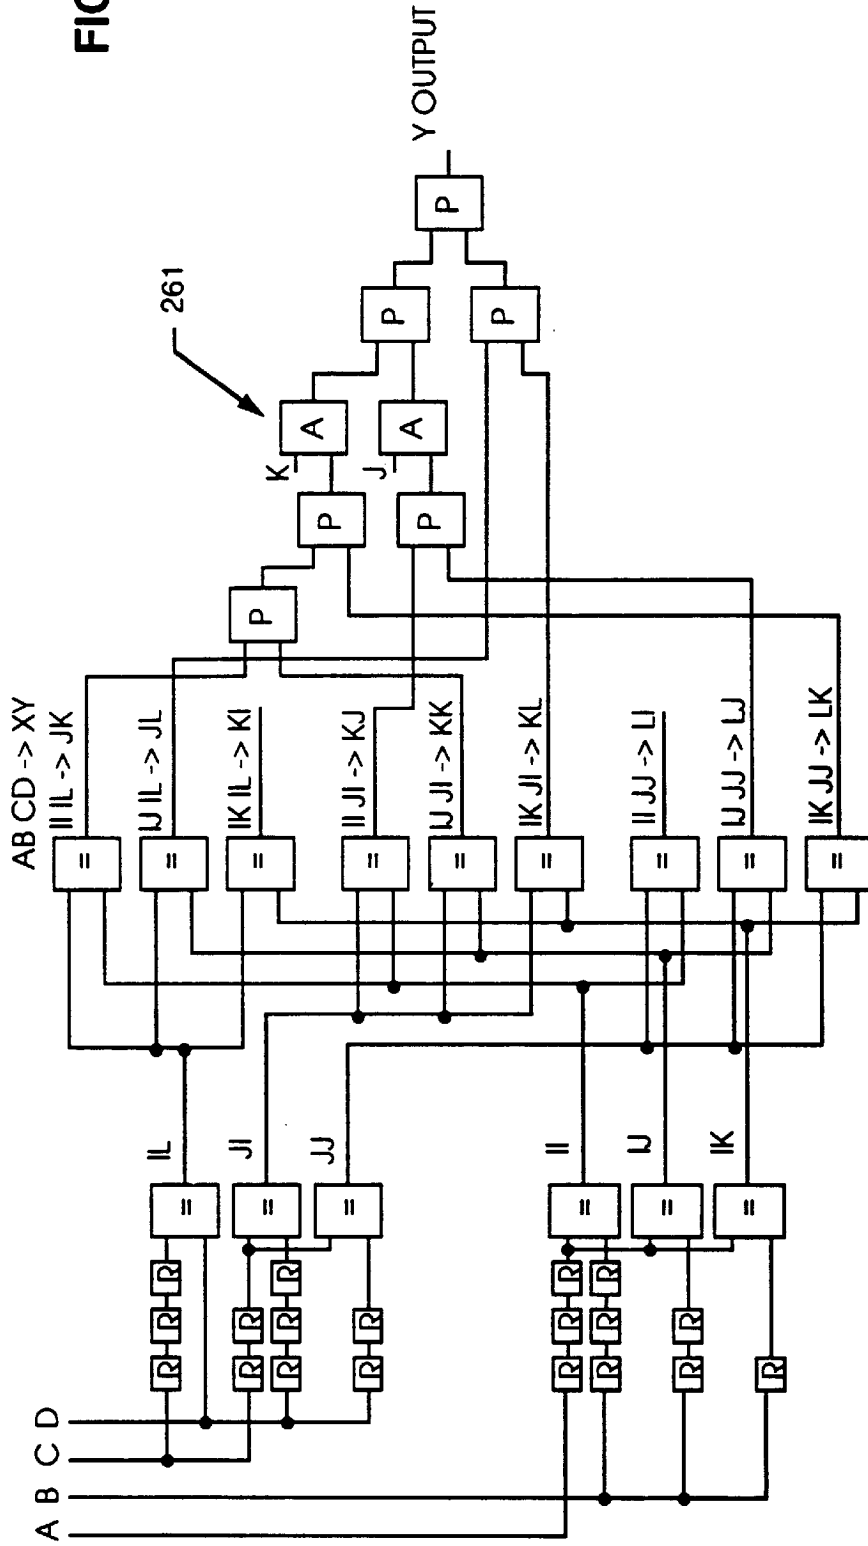 FIG
Y OUTPUT
261
P
P
P
A
A
K
J
P
P
P
AB CD -> XY
II IL -> JK
IJ IL -> JL
IK IL -> KI
II JI -> KJ
IJ JI -> KK
IK JI -> KL
II JJ -> LI
IJ JJ -> LJ
IK JJ -> LK
= = = = = = = = =
IL
JI
JJ
II
IJ
IK
= = = = = =
R R R
R R
R R R
R R
R R R
R R R
R R
R
A B C D